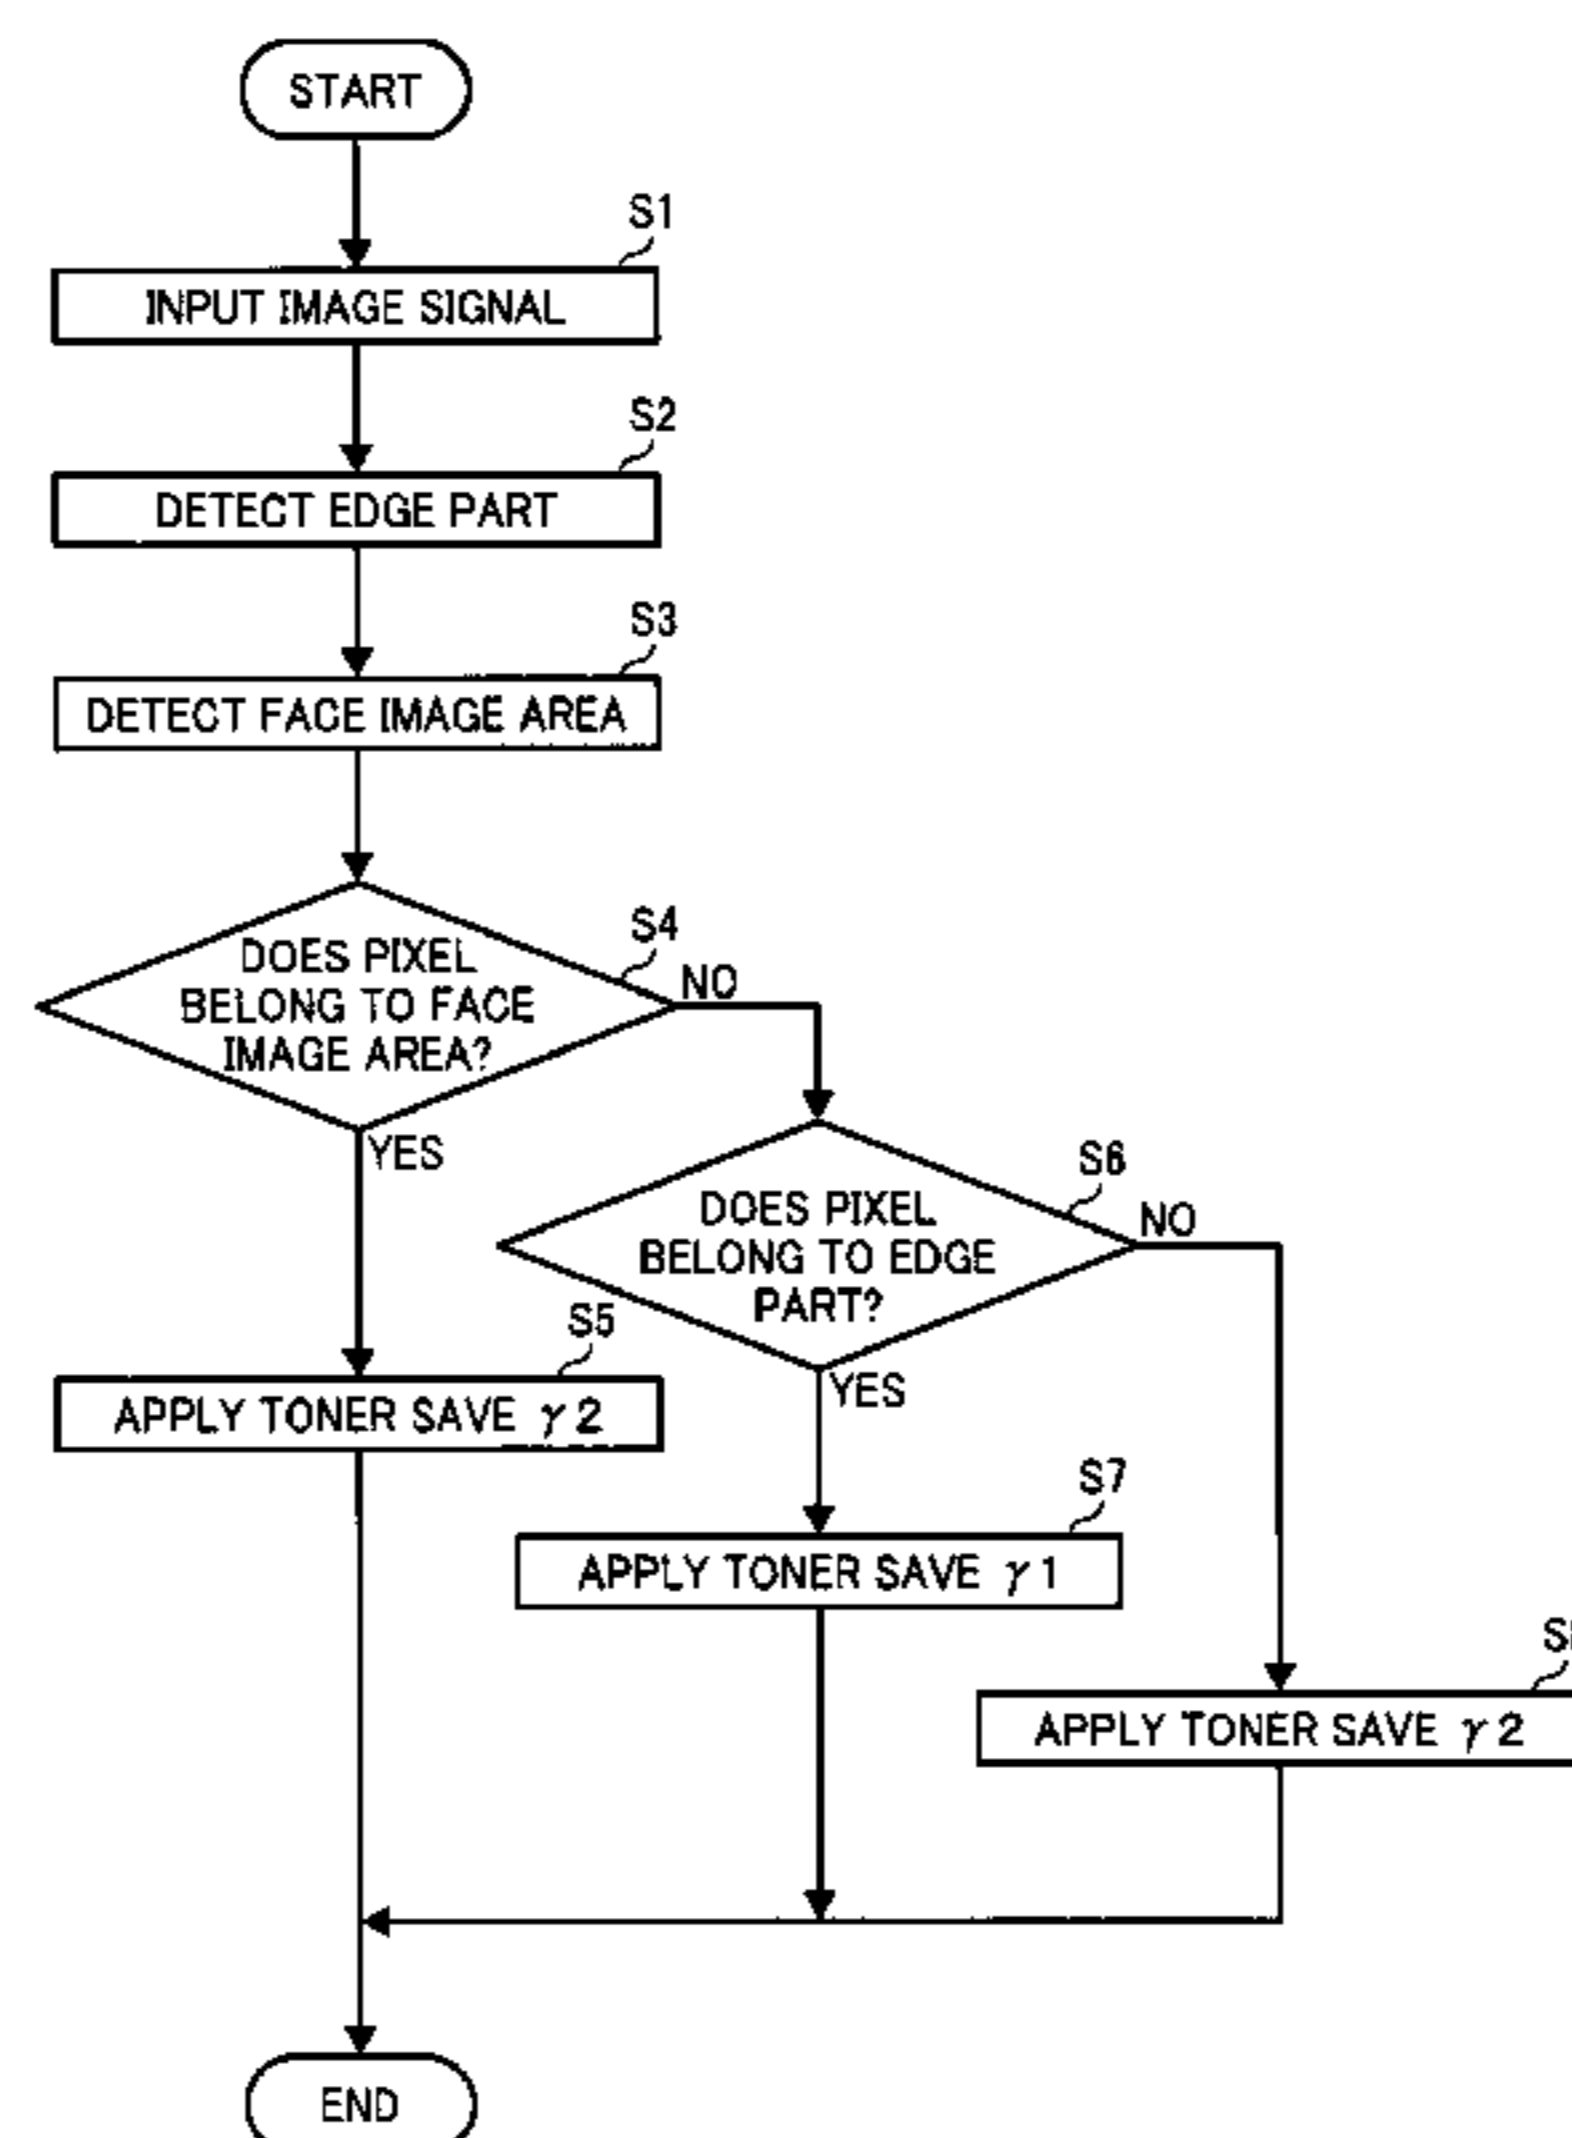 START
S1
INPUT IMAGE SIGNAL
S2
DETECT EDGE PART
S3
DETECT FACE IMAGE AREA
S4
DOES PIXEL
BELONG TO FACE
IMAGE AREA?
NO
YES
S6
DOES PIXEL
BELONG TO EDGE
PART?
NO
YES
S5
APPLY TONER SAVE γ2
S7
APPLY TONER SAVE γ1
APPLY TONER SAVE γ2
END